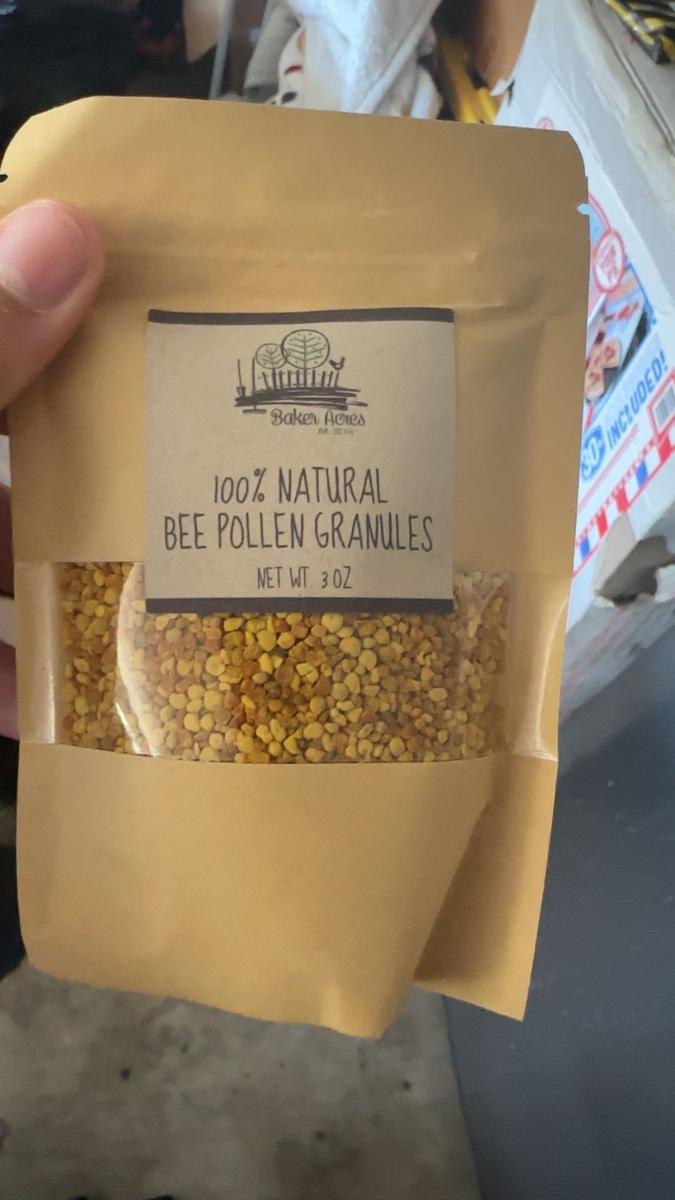 Baker Acres
100% NATURAL
BEE POLLEN GRANULES
NET WT. 3 OZ
INCLUDED!